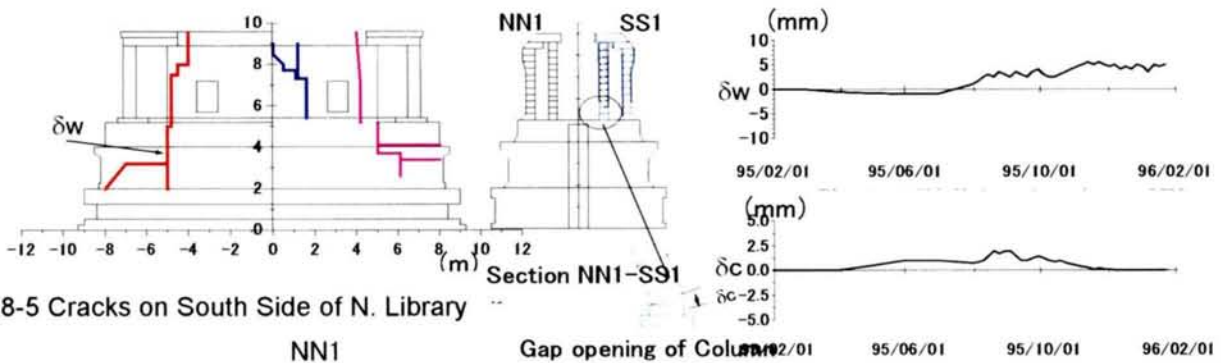 10
8
6
4
2
0
δw
-12 -10 -8 -6 -4 -2 0 2 4 6 8 10 12
(m)
8-5 Cracks on South Side of N. Library
NN1
NN1 SS1
Section NN1-SS1
δc
Gap opening of Column
(mm)
10
5
δw 0
-5
-10
95/02/01 95/06/01 95/10/01 96/02/01
(mm)
5.0
2.5
δc 0.0
-2.5
-5.0
/02/01 95/06/01 95/10/01 96/02/01